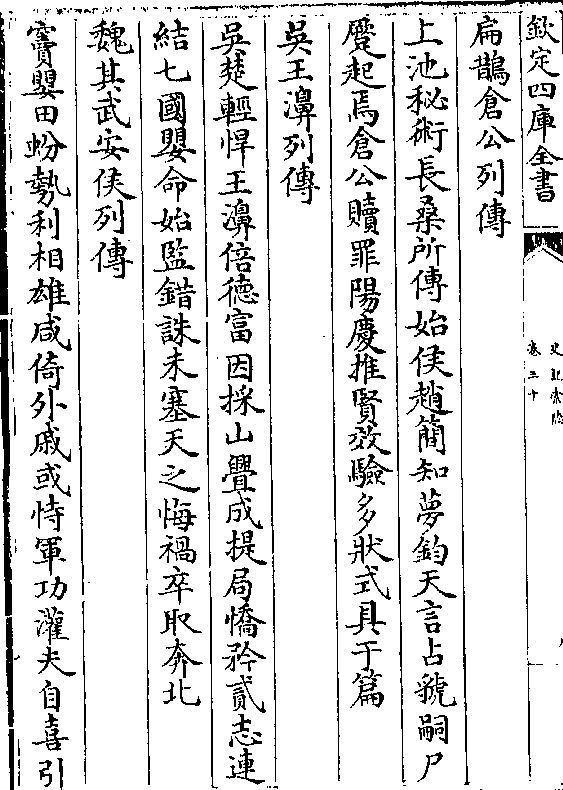 欽定四庫全書
史記索隱
卷三十
扁鵲倉公列傳
上池秘術長桑所傳始侯趙簡知夢鈞天言占虢嗣尸
蹷起焉倉公贖罪陽慶推賢效驗多狀式具于篇
吳王濞列傳
吳楚輕悍王濞倍德富因採山釁成提局憍矜貳志連
結七國嬰命始監錯誅未塞天之悔禍卒取奔北
魏其武安侯列傳
竇嬰田蚡勢利相雄咸倚外戚或恃軍功灌夫自喜引